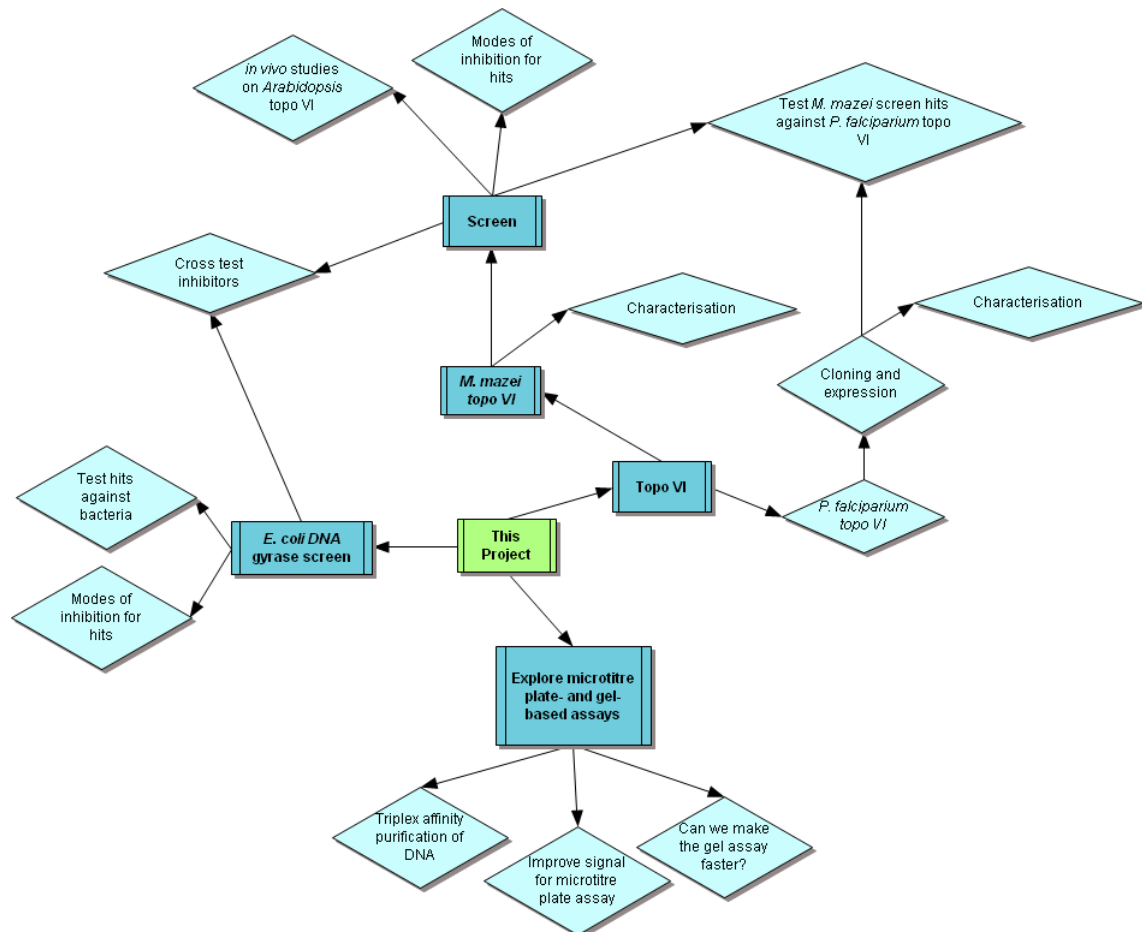 Modes of
inhibition for
hits
in vivo studies
on Arabidopsis
topo VI
Test M. mazei screen hits
against P. falciparium topo
VI
Screen
Cross test
inhibitors
Characterisation
Characterisation
M. mazei
topo VI
Cloning and
expression
Test hits
against
bacteria
Topo VI
P. falciparium
topo VI
E. coli DNA
gyrase screen
This
Project
Modes of
inhibition for
hits
Explore microtitre
plate- and gel-
based assays
Triplex affinity
purification of
DNA
Improve signal
for microtitre
plate assay
Can we make
the gel assay
faster?